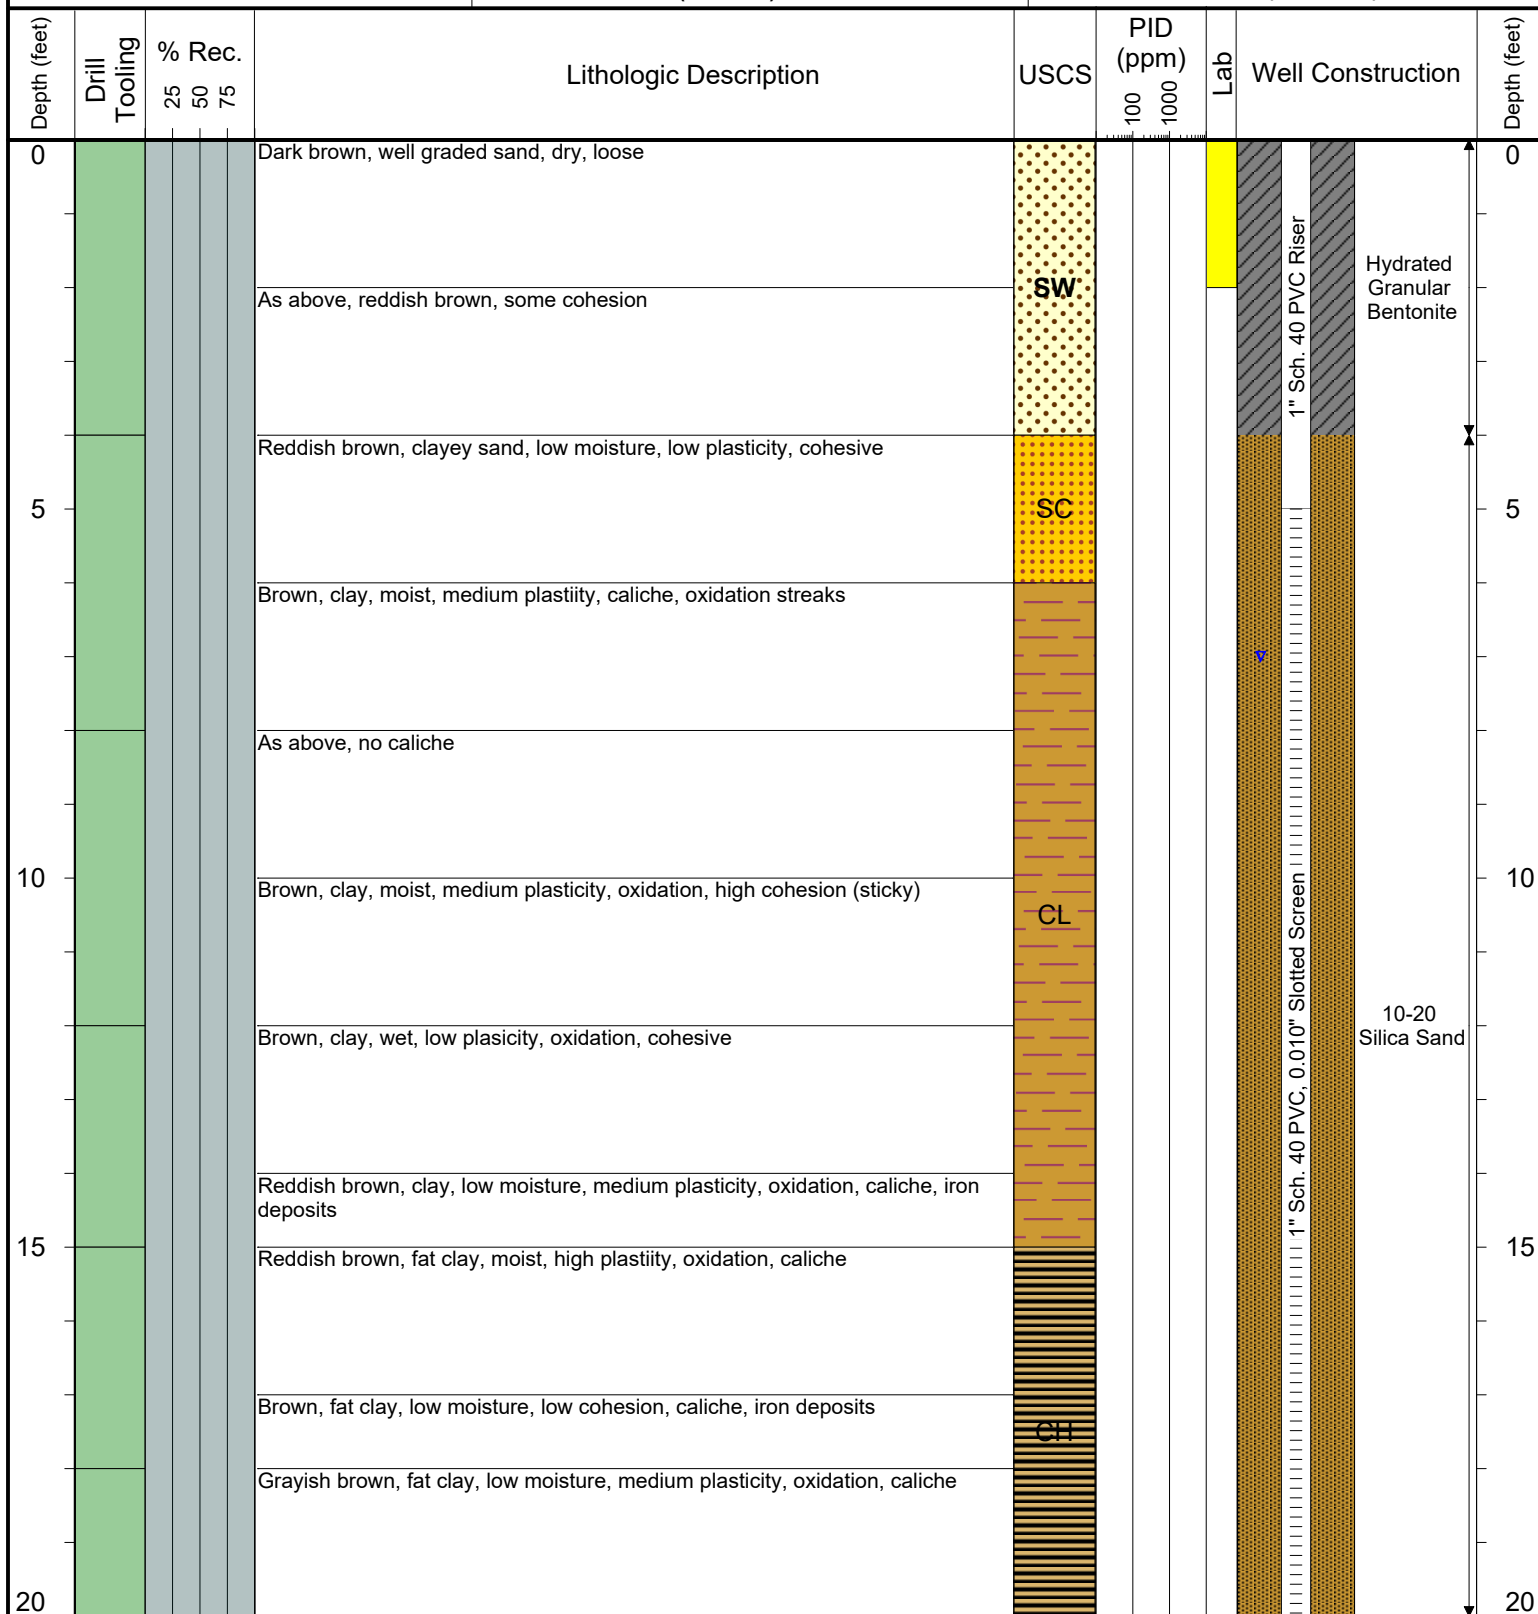 Depth (feet)
Drill
Tooling
% Rec.
25
50
75
Lithologic Description
USCS
PID
(ppm)
100
1000
Lab
Well Construction
Depth (feet)
0
Dark brown, well graded sand, dry, loose
0
1" Sch. 40 PVC Riser
Hydrated
Granular
Bentonite
SW
As above, reddish brown, some cohesion
Reddish brown, clayey sand, low moisture, low plasticity, cohesive
5
SC
5
Brown, clay, moist, medium plastiity, caliche, oxidation streaks
As above, no caliche
10
Brown, clay, moist, medium plasticity, oxidation, high cohesion (sticky)
10
CL
1" Sch. 40 PVC, 0.010" Slotted Screen
10-20
Silica Sand
Brown, clay, wet, low plasicity, oxidation, cohesive
Reddish brown, clay, low moisture, medium plasticity, oxidation, caliche, iron
deposits
15
Reddish brown, fat clay, moist, high plastiity, oxidation, caliche
15
Brown, fat clay, low moisture, low cohesion, caliche, iron deposits
CH
Grayish brown, fat clay, low moisture, medium plasticity, oxidation, caliche
20
20